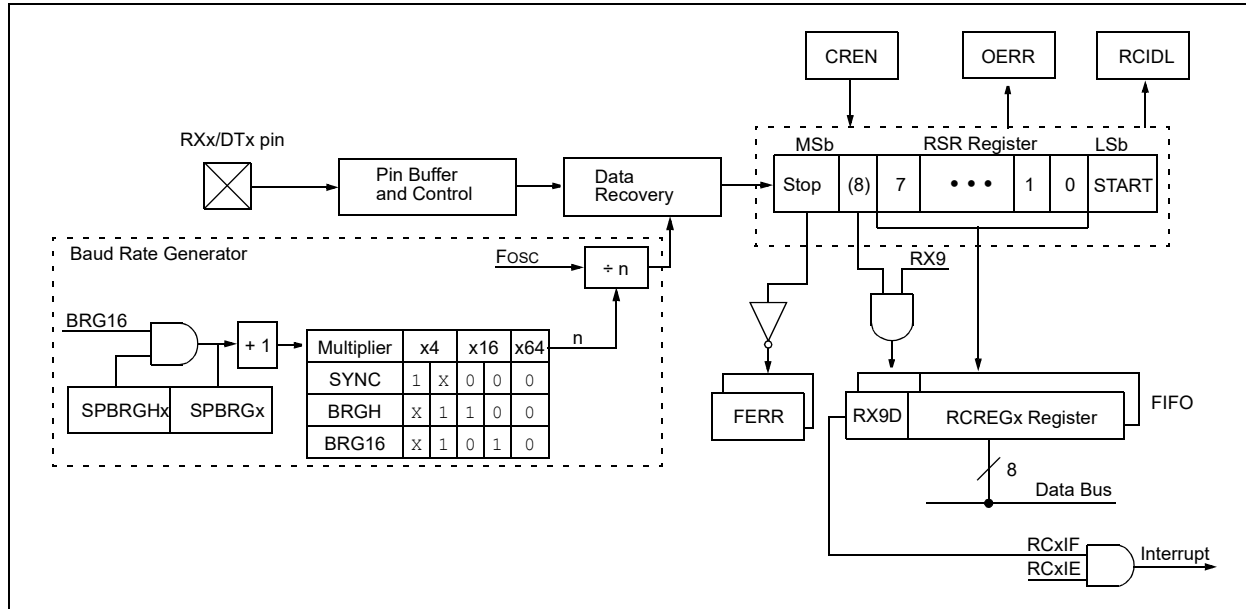 CREN
OERR
RCIDL
RXx/DTx pin
MSb
RSR Register
LSb
Pin Buffer
and Control
Data
Recovery
Stop
(8)
7
• • •
1
0
START
Baud Rate Generator
FOSC
÷ n
RX9
BRG16
+ 1
n
Multiplier x4 x16 x64
SYNC 1 X 0 0 0
BRGH X 1 1 0 0
BRG16 X 1 0 1 0
SPBRGHx
SPBRGx
FERR
RX9D
RCREGx Register
FIFO
8
Data Bus
RCxIF
RCxIE
Interrupt